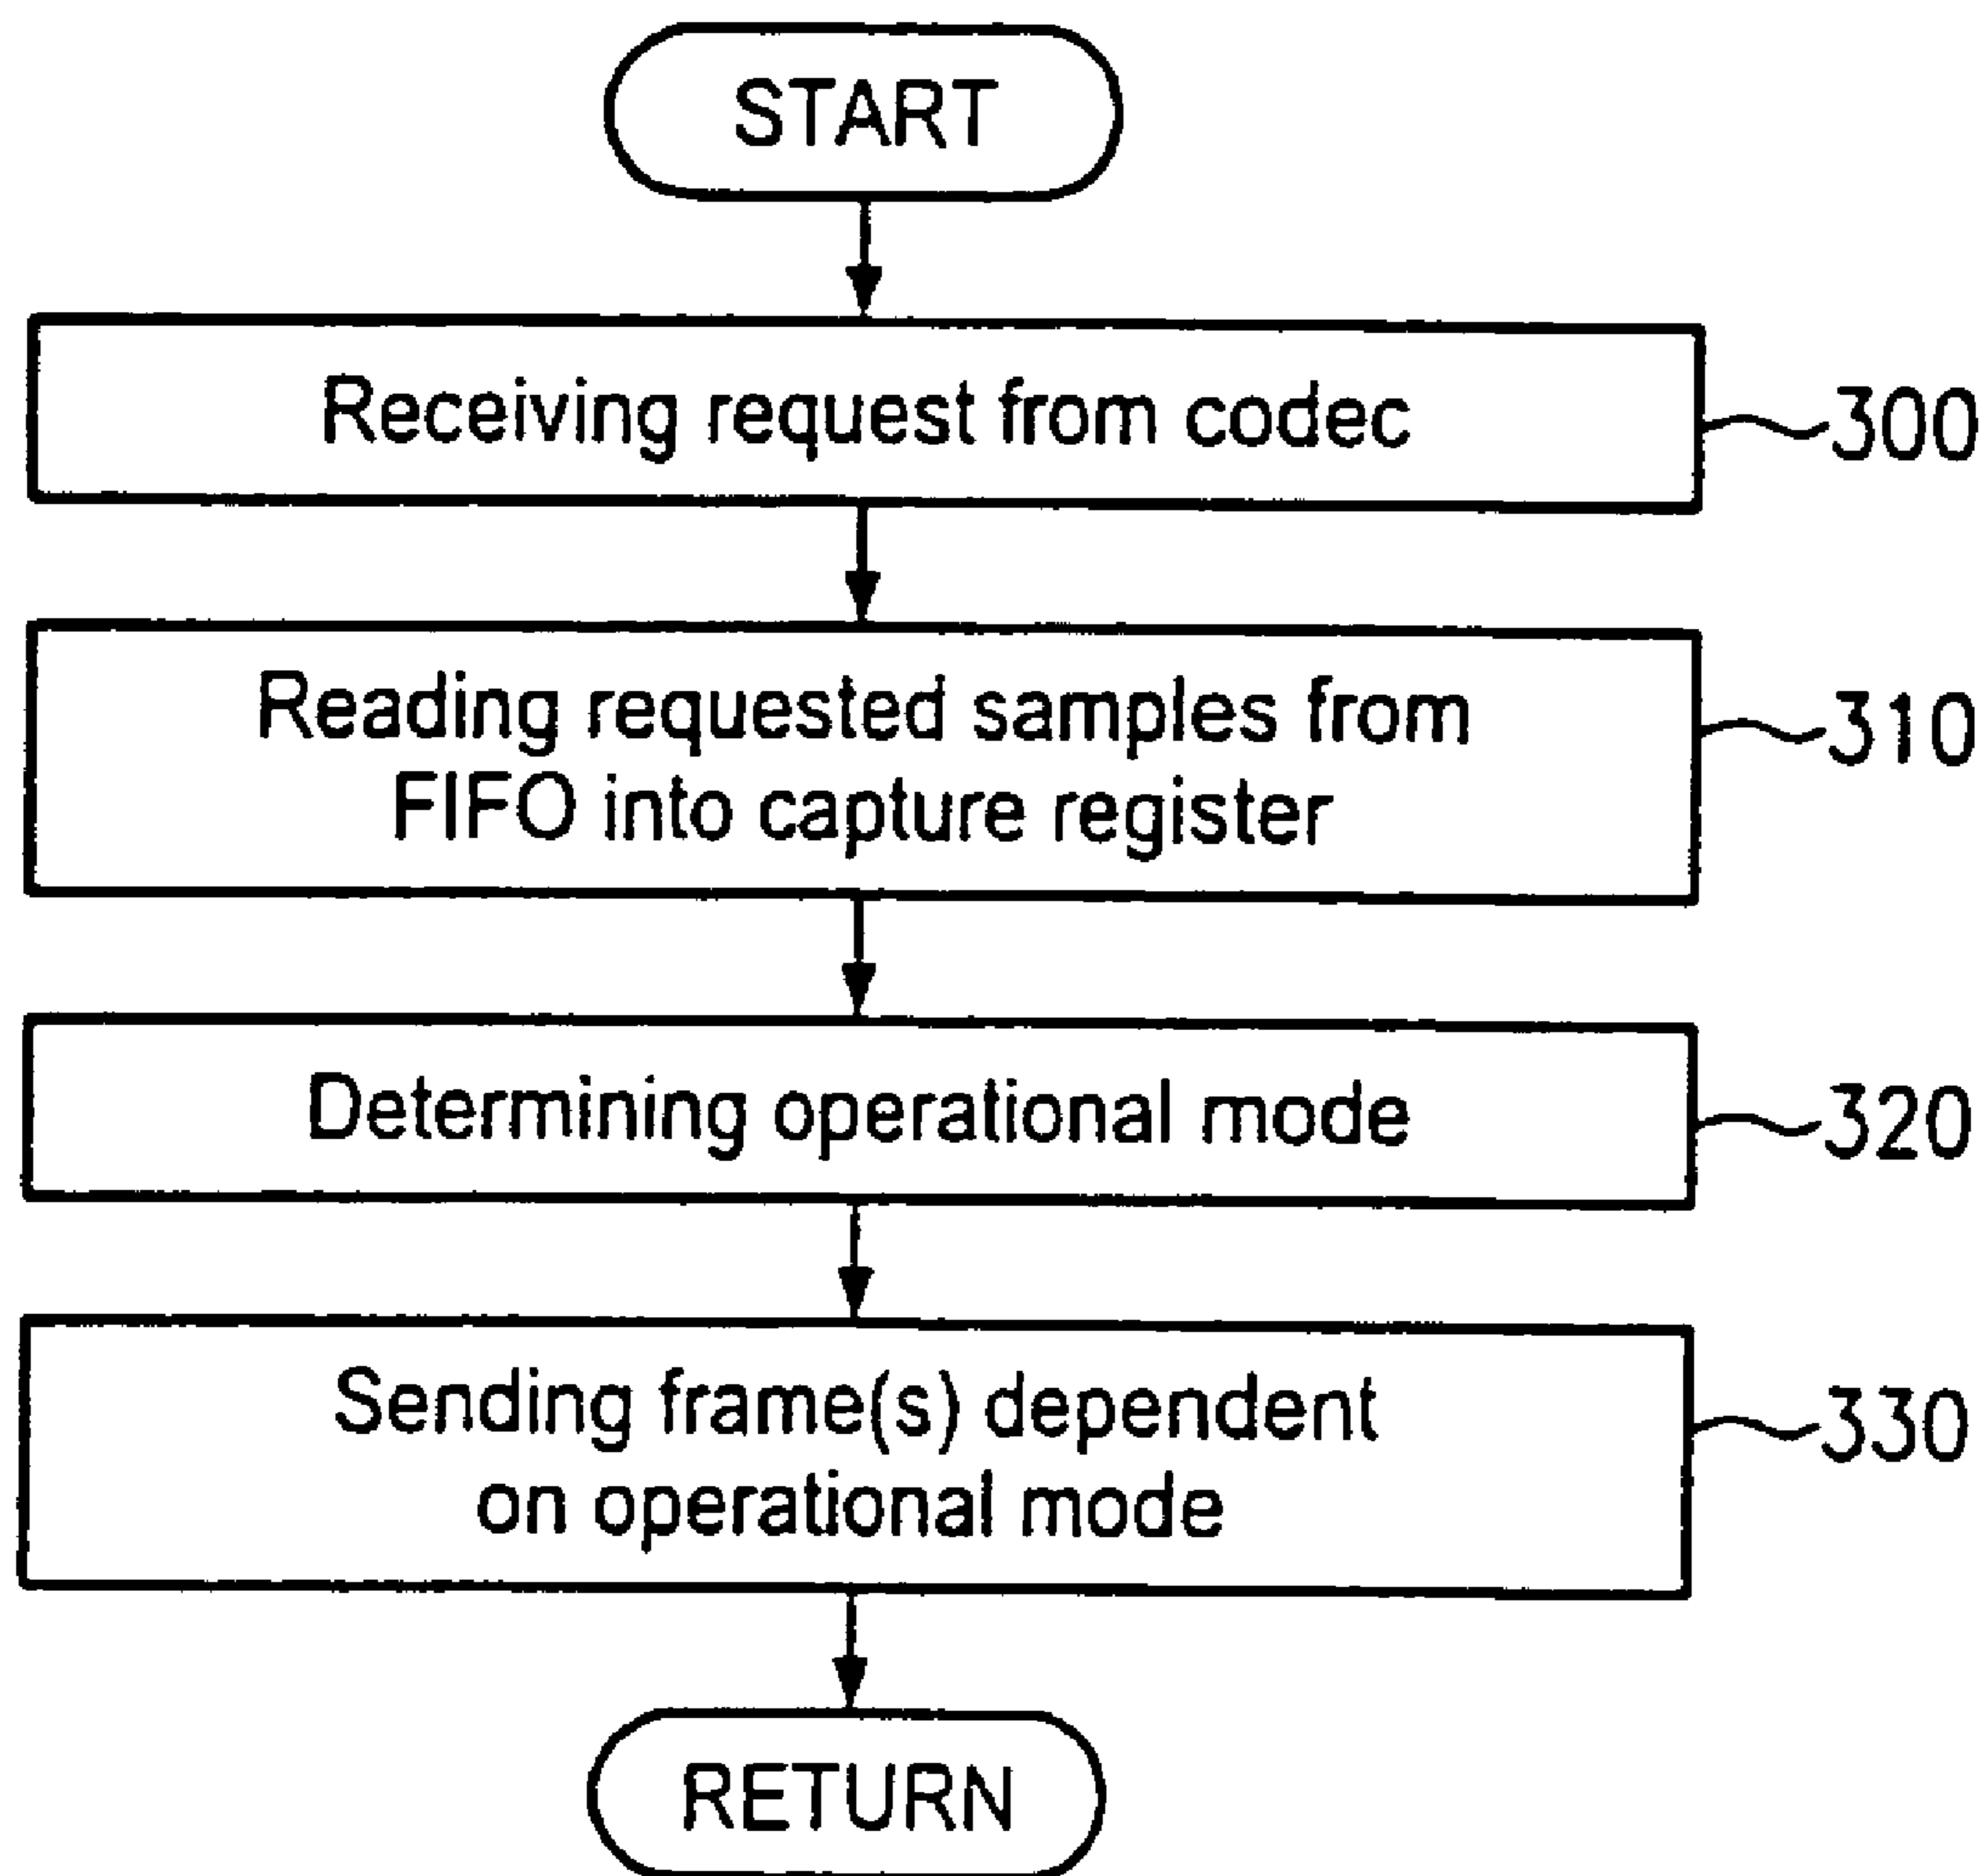 START
Receiving request from codec
300
Reading requested samples from
FIFO into capture register
310
Determining operational mode
320
Sending frame(s) dependent
on operational mode
330
RETURN